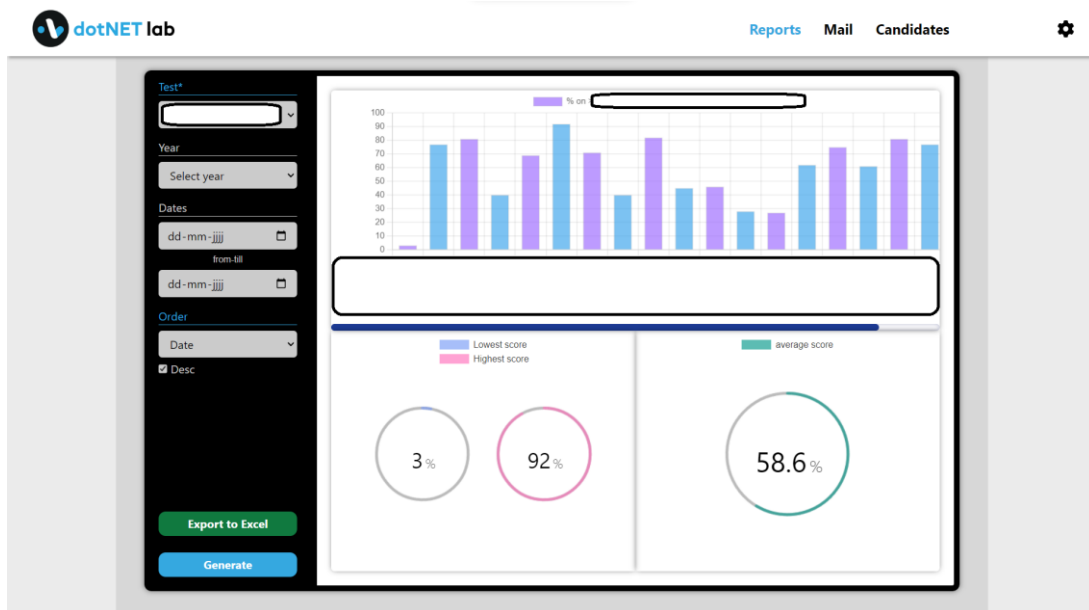 dotNET lab
Reports Mail Candidates
Test*
Year
Select year
Dates
dd-mm-jjjj
from-till
dd-mm-jjjj
Order
Date
Desc
Export to Excel
Generate
% on
100
90
80
70
60
50
40
30
20
10
0
Lowest score
Highest score
3 %
92 %
average score
58.6 %